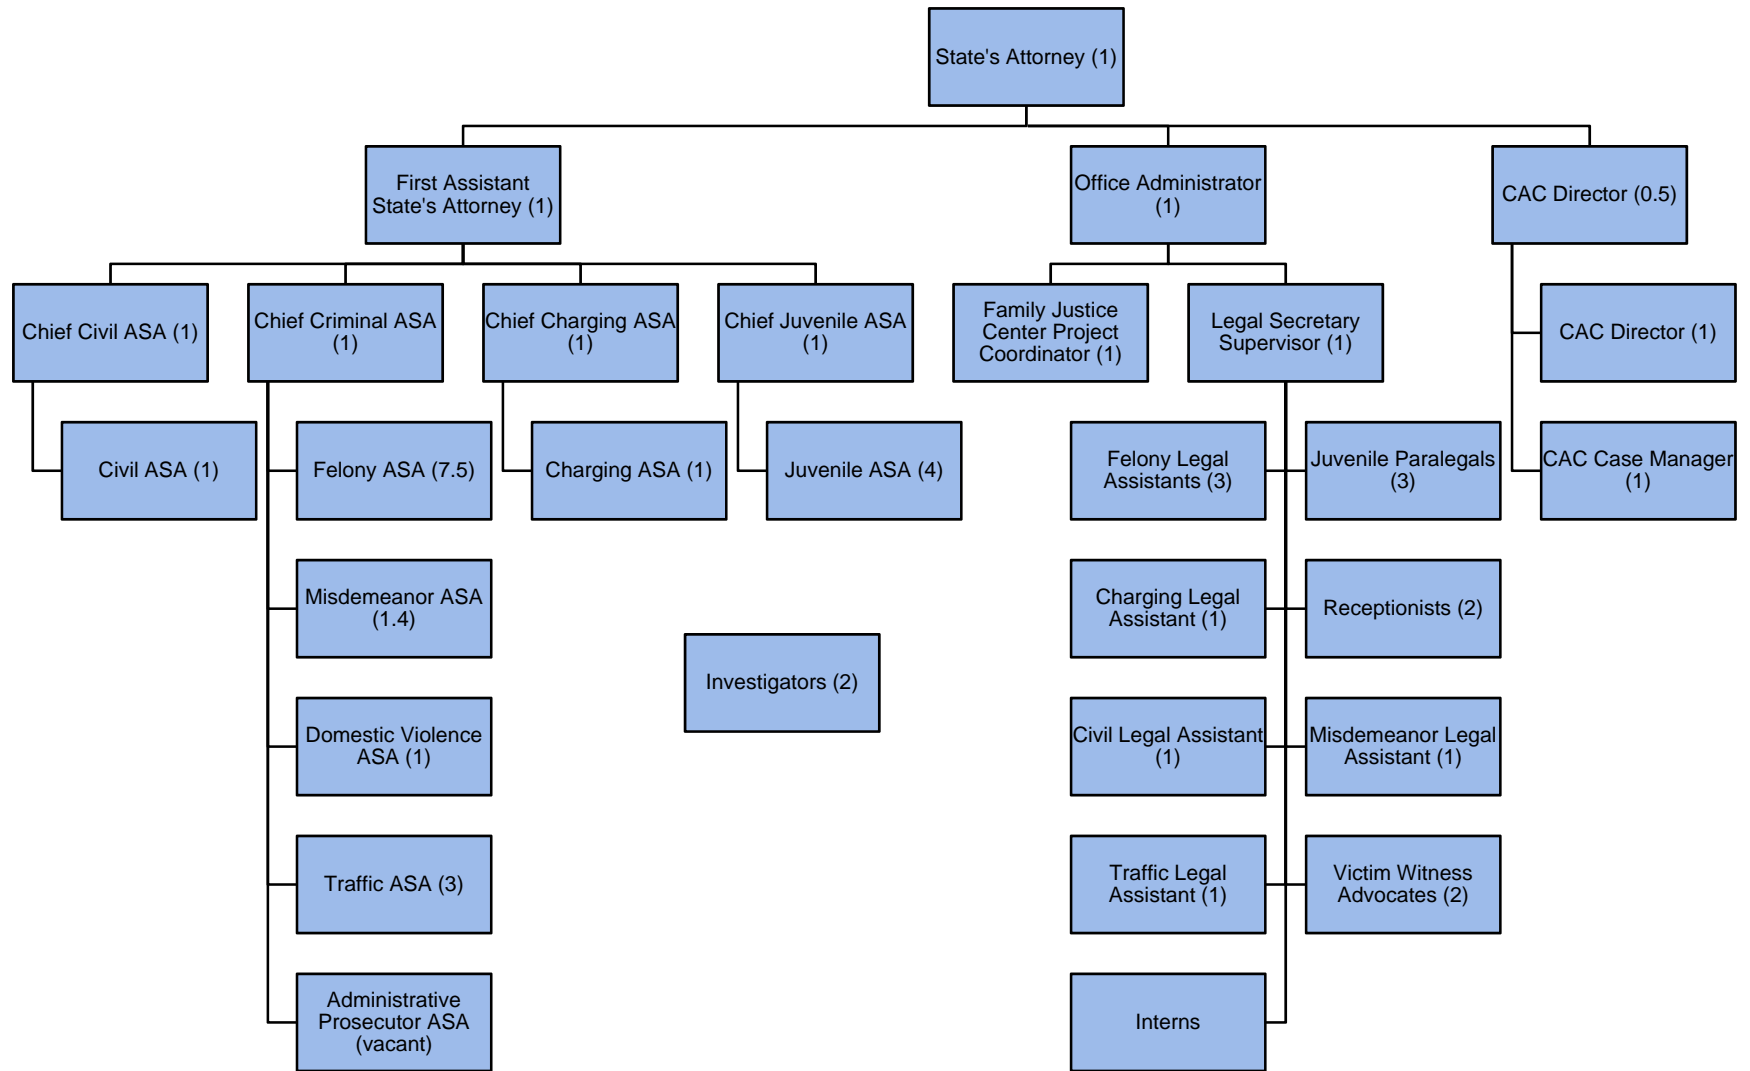 State's Attorney (1)
First Assistant
State's Attorney (1)
Office Administrator
(1)
CAC Director (0.5)
Chief Civil ASA (1)
Chief Criminal ASA
(1)
Chief Charging ASA
(1)
Chief Juvenile ASA
(1)
Family Justice
Center Project
Coordinator (1)
Legal Secretary
Supervisor (1)
CAC Director (1)
Civil ASA (1)
Felony ASA (7.5)
Charging ASA (1)
Juvenile ASA (4)
Felony Legal
Assistants (3)
Juvenile Paralegals
(3)
CAC Case Manager
(1)
Misdemeanor ASA
(1.4)
Charging Legal
Assistant (1)
Receptionists (2)
Investigators (2)
Domestic Violence
ASA (1)
Civil Legal Assistant
(1)
Misdemeanor Legal
Assistant (1)
Traffic ASA (3)
Traffic Legal
Assistant (1)
Victim Witness
Advocates (2)
Administrative
Prosecutor ASA
(vacant)
Interns